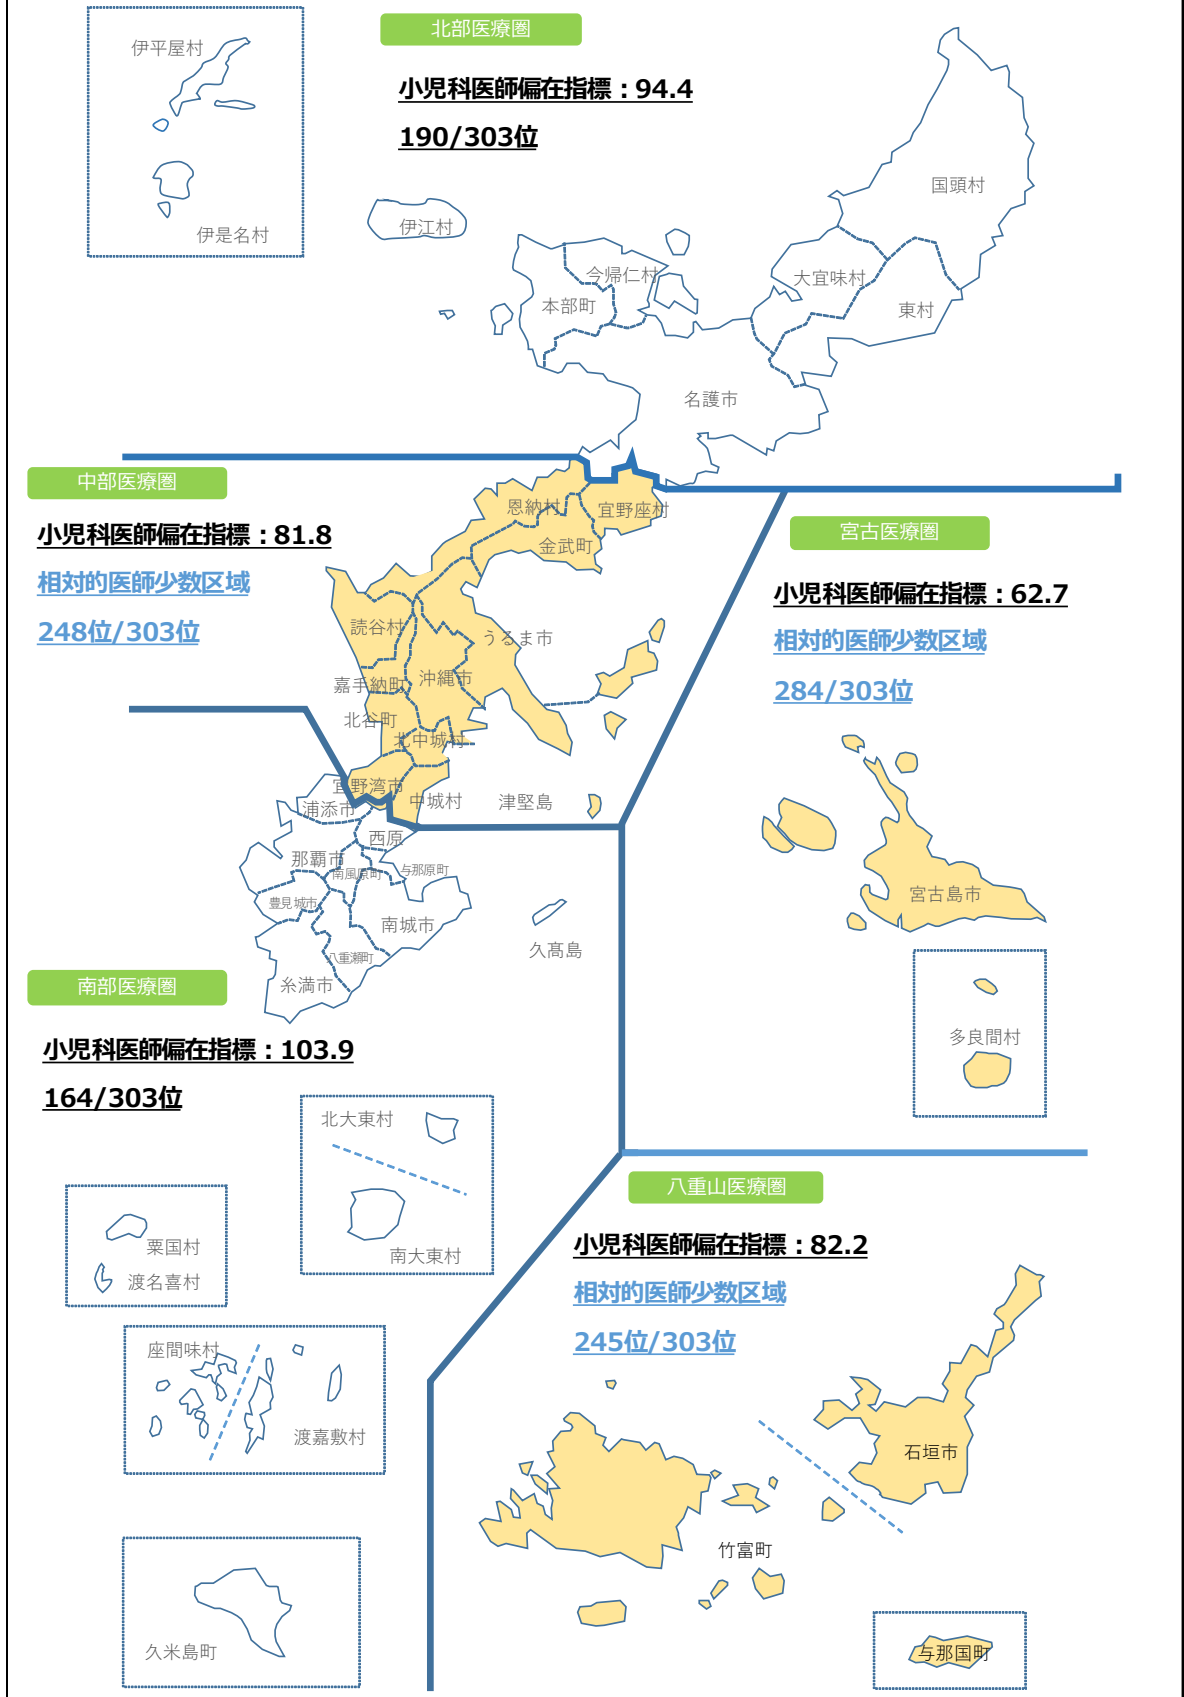 北部医療圏
小児科医師偏在指標：94.4
190/303位
伊平屋村
伊是名村
伊江村
国頭村
今帰仁村
大宜味村
本部町
東村
名護市
中部医療圏
小児科医師偏在指標：81.8
相対的医師少数区域
248位/303位
恩納村
宜野座村
金武町
読谷村
うるま市
嘉手納町
沖縄市
北谷町
北中城村
宜野湾市
中城村
津堅島
宮古医療圏
小児科医師偏在指標：62.7
相対的医師少数区域
284/303位
宮古島市
多良間村
浦添市
西原
那覇市
南風原町
与那原町
豊見城市
南城市
八重瀬町
糸満市
久髙島
南部医療圏
小児科医師偏在指標：103.9
164/303位
北大東村
南大東村
粟国村
渡名喜村
座間味村
渡嘉敷村
久米島町
八重山医療圏
小児科医師偏在指標：82.2
相対的医師少数区域
245位/303位
石垣市
竹富町
与那国町